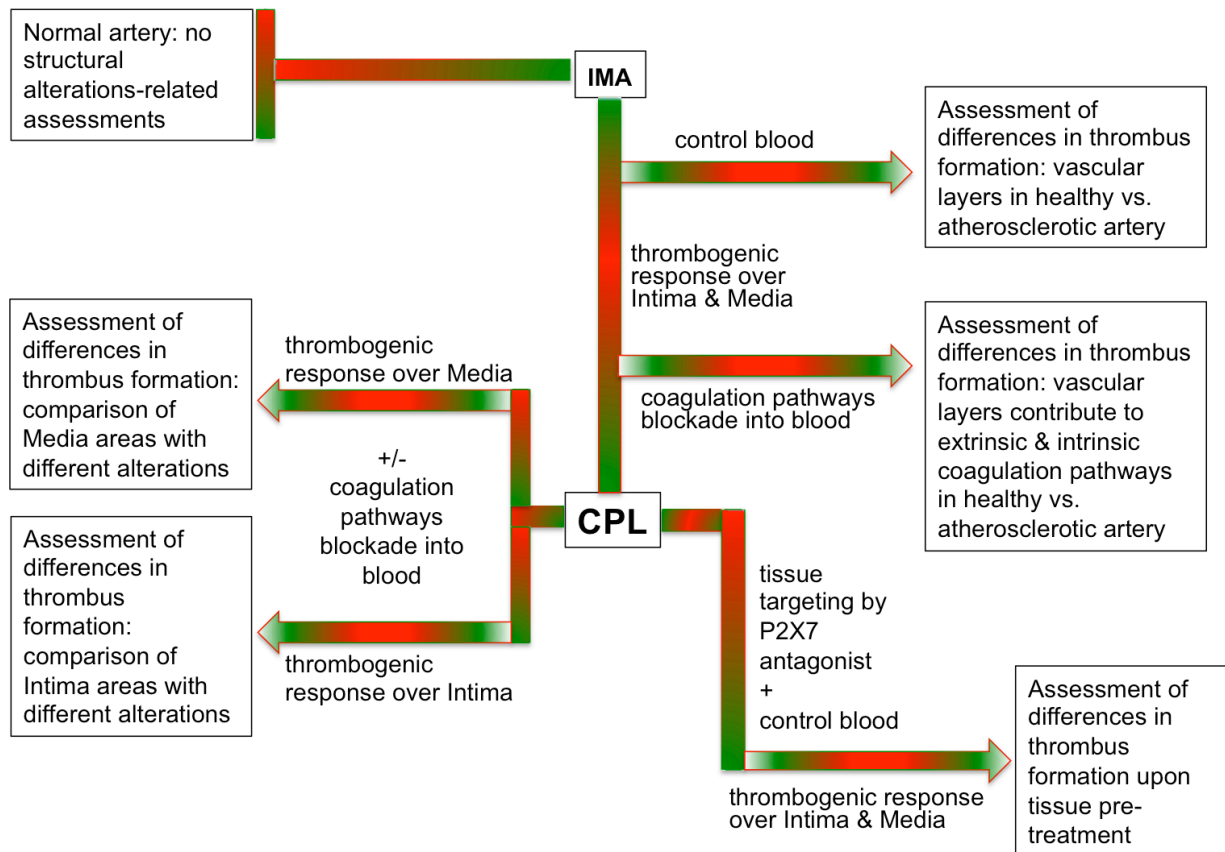 Normal artery: no
structural
alterations-related
assessments
IMA
control blood
Assessment of
differences in thrombus
formation: vascular
layers in healthy vs.
atherosclerotic artery
thrombogenic
response over
Intima & Media
Assessment of
differences in
thrombus formation:
comparison of
Media areas with
different alterations
thrombogenic
response over Media
coagulation pathways
blockade into blood
Assessment of
differences in thrombus
formation: vascular
layers contribute to
extrinsic & intrinsic
coagulation pathways
in healthy vs.
atherosclerotic artery
+/-
coagulation
pathways
blockade into
blood
CPL
Assessment of
differences in
thrombus
formation:
comparison of
Intima areas with
different alterations
thrombogenic
response over Intima
tissue
targeting by
P2X7
antagonist
+
control blood
thrombogenic response
over Intima & Media
Assessment of
differences in
thrombus
formation upon
tissue pre-
treatment